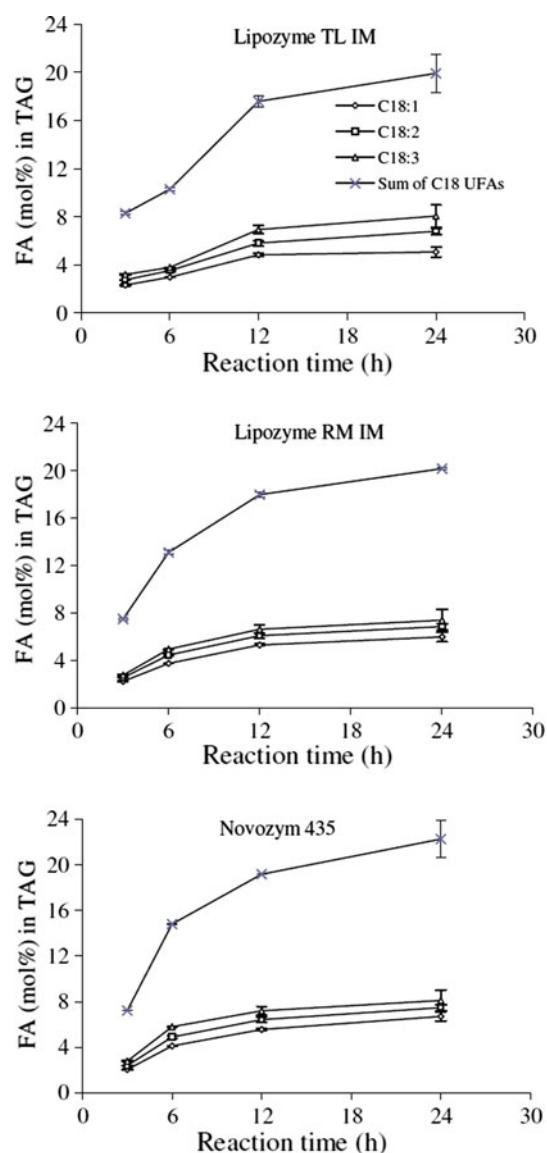 Lipozyme TL IM
FA (mol%) in TAG
24
20
16
12
8
4
0
C18:1
C18:2
C18:3
Sum of C18 UFAs
0 6 12 18 24 30
Reaction time (h)
Lipozyme RM IM
FA (mol%) in TAG
24
20
16
12
8
4
0
0 6 12 18 24 30
Reaction time (h)
Novozym 435
FA (mol%) in TAG
24
20
16
12
8
4
0
0 6 12 18 24 30
Reaction time (h)